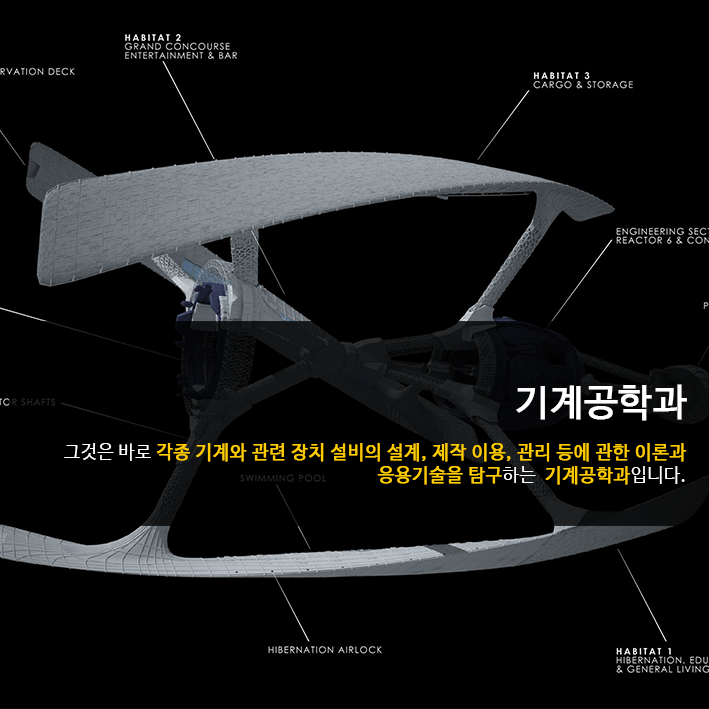 HABITAT 2
GRAND CONCOURSE
ENTERTAINMENT & BAR
RVATION DECK
HABITAT 3
CARGO & STORAGE
ENGINEERING SECT
REACTOR 6 & CON
P
TOR SHAFTS
기계공학과
그것은 바로 각종 기계와 관련 장치 설비의 설계, 제작 이용, 관리 등에 관한 이론과
응용기술을 탐구하는 기계공학과입니다.
SWIMMING POOL
HIBERNATION AIRLOCK
HABITAT 1
HIBERNATION, EDU
& GENERAL LIVING